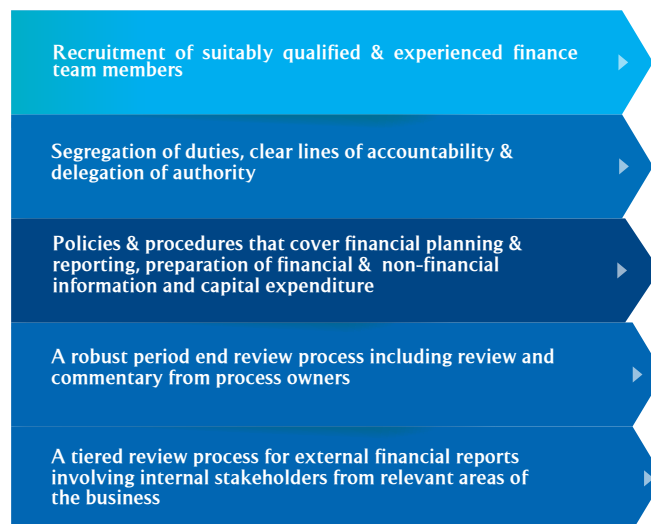 Recruitment of suitably qualified & experienced finance
team members
Segregation of duties, clear lines of accountability &
delegation of authority
Policies & procedures that cover financial planning &
reporting, preparation of financial & non-financial
information and capital expenditure
A robust period end review process including review and
commentary from process owners
A tiered review process for external financial reports
involving internal stakeholders from relevant areas of
the business